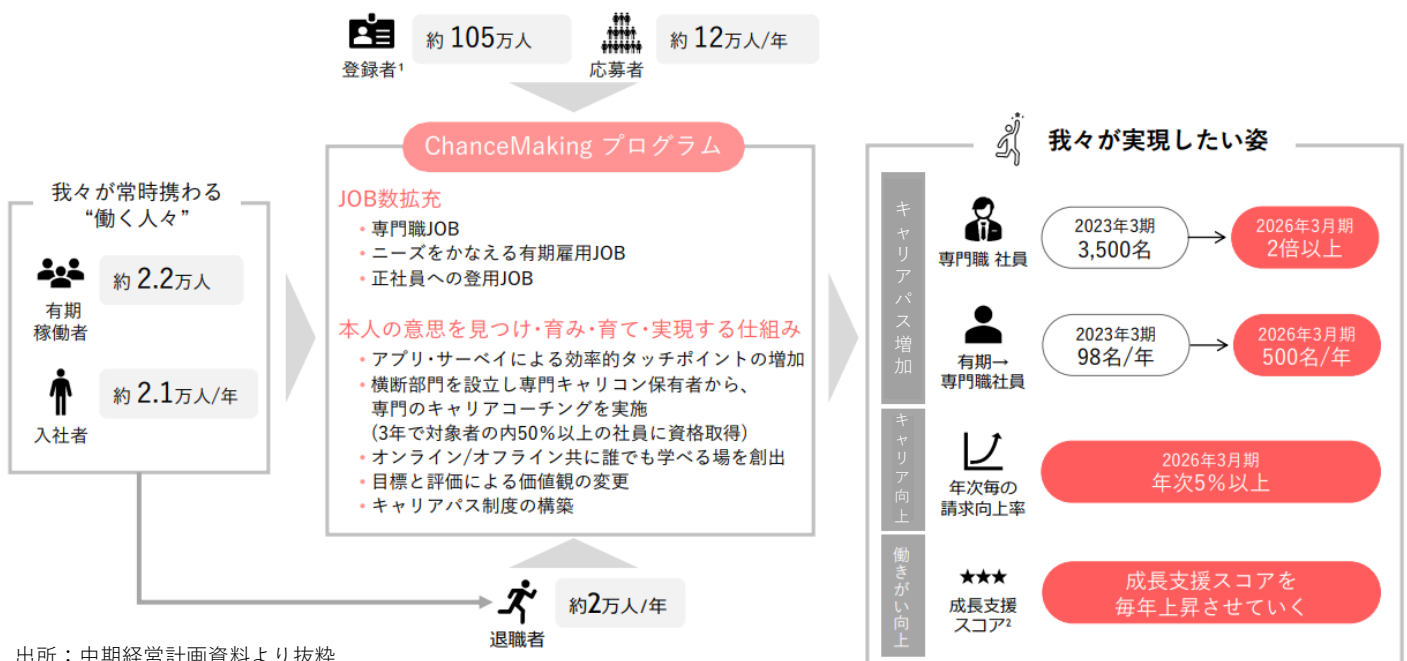 登録者¹
約 105万人
応募者
約 12万人/年
我々が常時携わる
“働く人々”
有期
稼働者
約 2.2万人
入社者
約 2.1万人/年
ChanceMaking プログラム
JOB数拡充
・専門職JOB
・ニーズをかなえる有期雇用JOB
・正社員への登用JOB
本人の意思を見つけ・育み・育て・実現する仕組み
・アプリ・サーベイによる効率的タッチポイントの増加
・横断部門を設立し専門キャリコン保有者から、
専門のキャリアコーチングを実施
(3年で対象者の内50%以上の社員に資格取得)
・オンライン/オフライン共に誰でも学べる場を創出
・目標と評価による価値観の変更
・キャリアパス制度の構築
退職者
約2万人/年
我々が実現したい姿
キャリアパス増加
専門職 社員
2023年3期
3,500名
2026年3月期
2倍以上
有期→
専門職社員
2023年3期
98名/年
2026年3月期
500名/年
キャリア向上
年次毎の
請求向上率
2026年3月期
年次5%以上
働きがい向上
成長支援
スコア²
成長支援スコアを
毎年上昇させていく
出所：中期経営計画資料より抜粋